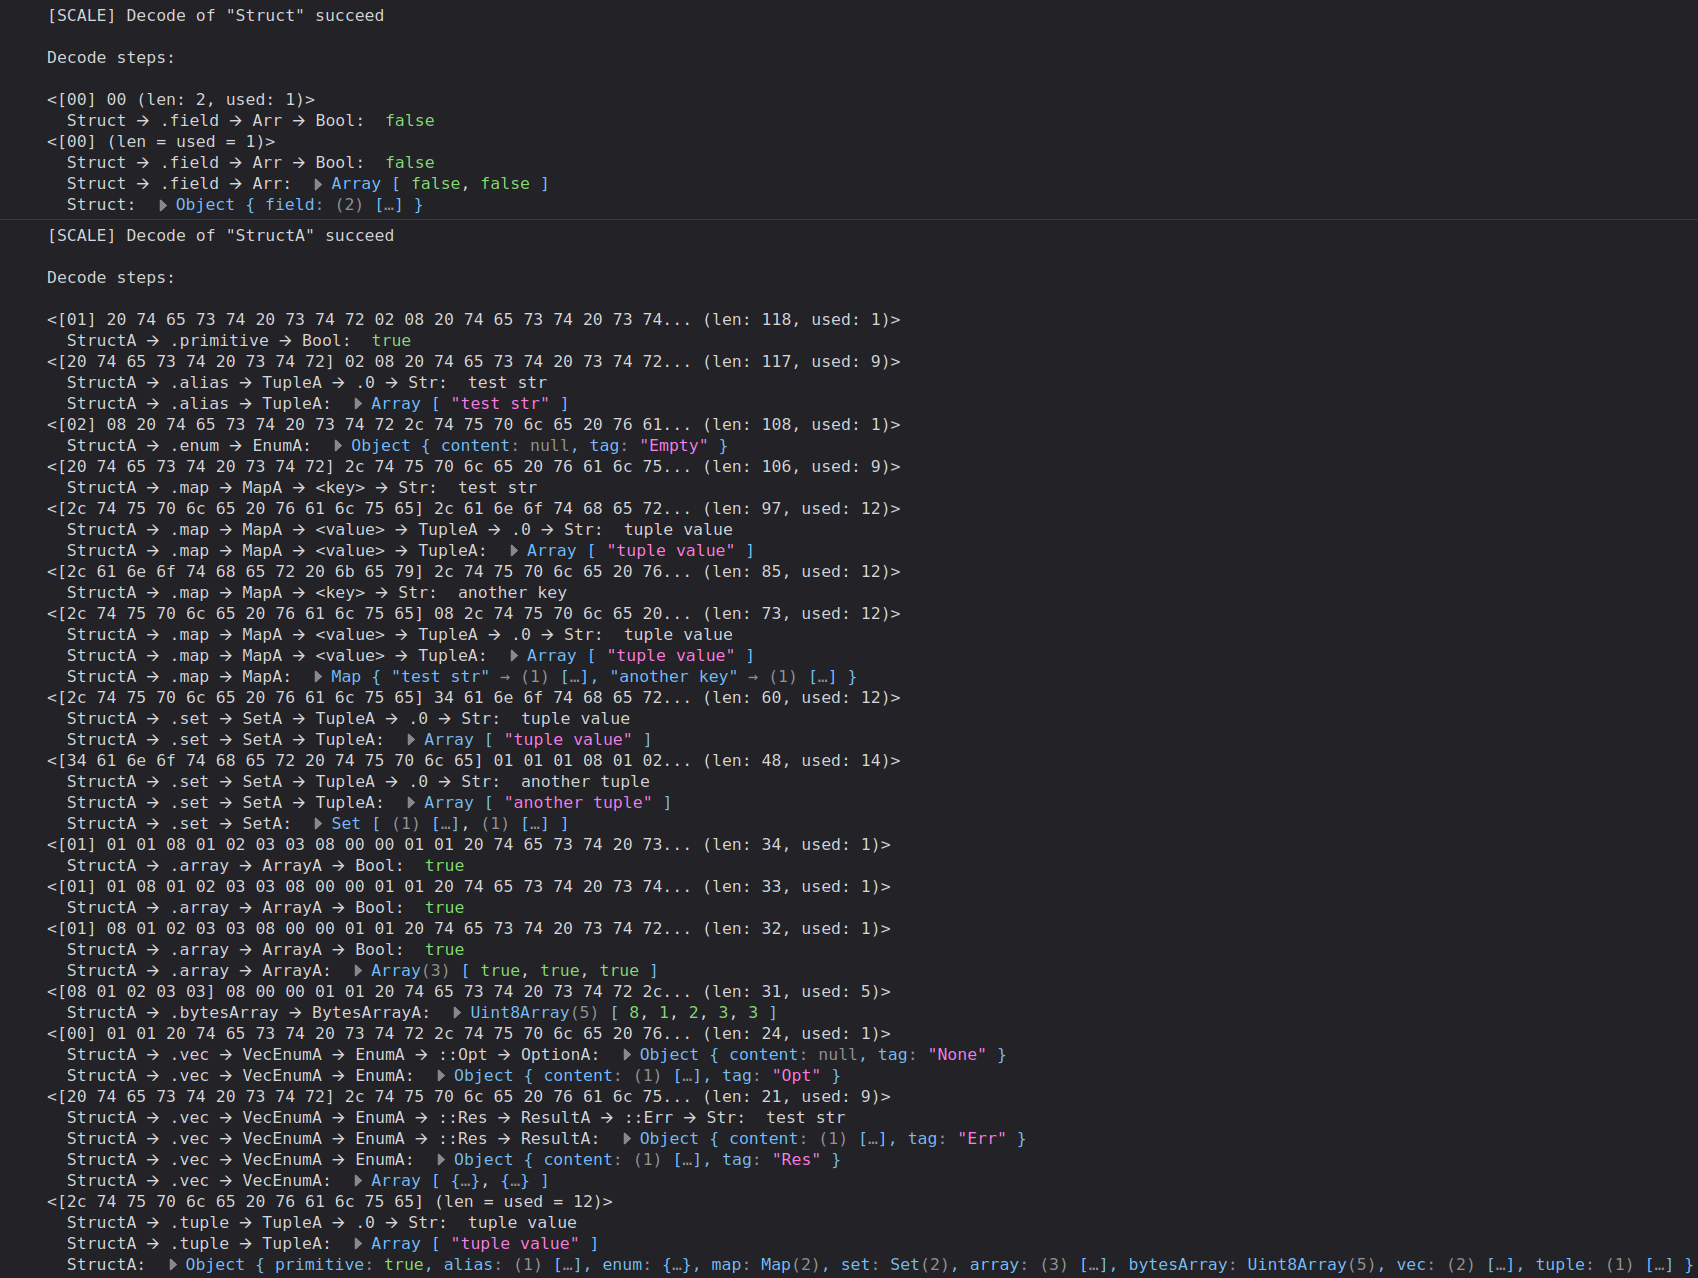 [SCALE] Decode of "Struct" succeed
Decode steps:
<[00] 00 (len: 2, used: 1)>
Struct → .field → Arr → Bool: false
<[00] (len = used = 1)>
Struct → .field → Arr → Bool: false
Struct → .field → Arr: ▶ Array [ false, false ]
Struct: ▶ Object { field: (2) […] }
[SCALE] Decode of "StructA" succeed
Decode steps:
<[01] 20 74 65 73 74 20 73 74 72 02 08 20 74 65 73 74 20 73 74... (len: 118, used: 1)>
StructA → .primitive → Bool: true
<[20 74 65 73 74 20 73 74 72] 02 08 20 74 65 73 74 20 73 74 72... (len: 117, used: 9)>
StructA → .alias → TupleA → .0 → Str: test str
StructA → .alias → TupleA: ▶ Array [ "test str" ]
<[02] 08 20 74 65 73 74 20 73 74 72 2c 74 75 70 6c 65 20 76 61... (len: 108, used: 1)>
StructA → .enum → EnumA: ▶ Object { content: null, tag: "Empty" }
<[20 74 65 73 74 20 73 74 72] 2c 74 75 70 6c 65 20 76 61 6c 75... (len: 106, used: 9)>
StructA → .map → MapA → <key> → Str: test str
<[2c 74 75 70 6c 65 20 76 61 6c 75 65] 2c 61 6e 6f 74 68 65 72... (len: 97, used: 12)>
StructA → .map → MapA → <value> → TupleA → .0 → Str: tuple value
StructA → .map → MapA → <value> → TupleA: ▶ Array [ "tuple value" ]
<[2c 61 6e 6f 74 68 65 72 20 6b 65 79] 2c 74 75 70 6c 65 20 76... (len: 85, used: 12)>
StructA → .map → MapA → <key> → Str: another key
<[2c 74 75 70 6c 65 20 76 61 6c 75 65] 08 2c 74 75 70 6c 65 20... (len: 73, used: 12)>
StructA → .map → MapA → <value> → TupleA → .0 → Str: tuple value
StructA → .map → MapA → <value> → TupleA: ▶ Array [ "tuple value" ]
StructA → .map → MapA: ▶ Map { "test str" → (1) […], "another key" → (1) […] }
<[2c 74 75 70 6c 65 20 76 61 6c 75 65] 34 61 6e 6f 74 68 65 72... (len: 60, used: 12)>
StructA → .set → SetA → TupleA → .0 → Str: tuple value
StructA → .set → SetA → TupleA: ▶ Array [ "tuple value" ]
<[34 61 6e 6f 74 68 65 72 20 74 75 70 6c 65] 01 01 01 08 01 02... (len: 48, used: 14)>
StructA → .set → SetA → TupleA → .0 → Str: another tuple
StructA → .set → SetA → TupleA: ▶ Array [ "another tuple" ]
StructA → .set → SetA: ▶ Set [ (1) […], (1) […] ]
<[01] 01 01 08 01 02 03 03 08 00 00 01 01 20 74 65 73 74 20 73... (len: 34, used: 1)>
StructA → .array → ArrayA → Bool: true
<[01] 01 08 01 02 03 03 08 00 00 01 01 20 74 65 73 74 20 73 74... (len: 33, used: 1)>
StructA → .array → ArrayA → Bool: true
<[01] 08 01 02 03 03 08 00 00 01 01 20 74 65 73 74 20 73 74 72... (len: 32, used: 1)>
StructA → .array → ArrayA → Bool: true
StructA → .array → ArrayA: ▶ Array(3) [ true, true, true ]
<[08 01 02 03 03] 08 00 00 01 01 20 74 65 73 74 20 73 74 72 2c... (len: 31, used: 5)>
StructA → .bytesArray → BytesArrayA: ▶ Uint8Array(5) [ 8, 1, 2, 3, 3 ]
<[00] 01 01 20 74 65 73 74 20 73 74 72 2c 74 75 70 6c 65 20 76... (len: 24, used: 1)>
StructA → .vec → VecEnumA → EnumA → ::Opt → OptionA: ▶ Object { content: null, tag: "None" }
StructA → .vec → VecEnumA → EnumA: ▶ Object { content: (1) […], tag: "Opt" }
<[20 74 65 73 74 20 73 74 72] 2c 74 75 70 6c 65 20 76 61 6c 75... (len: 21, used: 9)>
StructA → .vec → VecEnumA → EnumA → ::Res → ResultA → ::Err → Str: test str
StructA → .vec → VecEnumA → EnumA → ::Res → ResultA: ▶ Object { content: (1) […], tag: "Err" }
StructA → .vec → VecEnumA → EnumA: ▶ Object { content: (1) […], tag: "Res" }
StructA → .vec → VecEnumA: ▶ Array [ {…}, {…} ]
<[2c 74 75 70 6c 65 20 76 61 6c 75 65] (len = used = 12)>
StructA → .tuple → TupleA → .0 → Str: tuple value
StructA → .tuple → TupleA: ▶ Array [ "tuple value" ]
StructA: ▶ Object { primitive: true, alias: (1) […], enum: {…}, map: Map(2), set: Set(2), array: (3) […], bytesArray: Uint8Array(5), vec: (2) […], tuple: (1) […] }